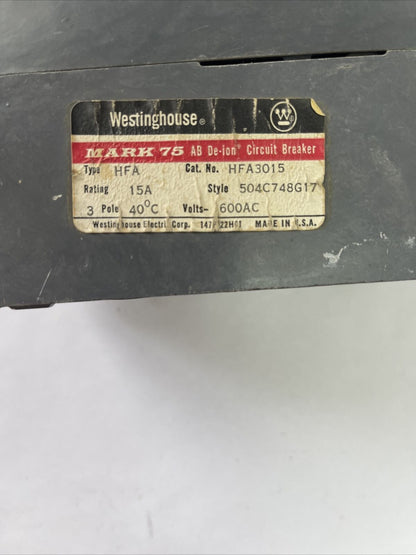 Westinghouse®
W
MARK 75 AB De-ion® Circuit Breaker
Type HFA Cat. No. HFA3015
Rating 15A Style 504C748G17
3 Pole 40°C Volts- 600AC
Westinghouse Electri Corp. MADE IN U.S.A.